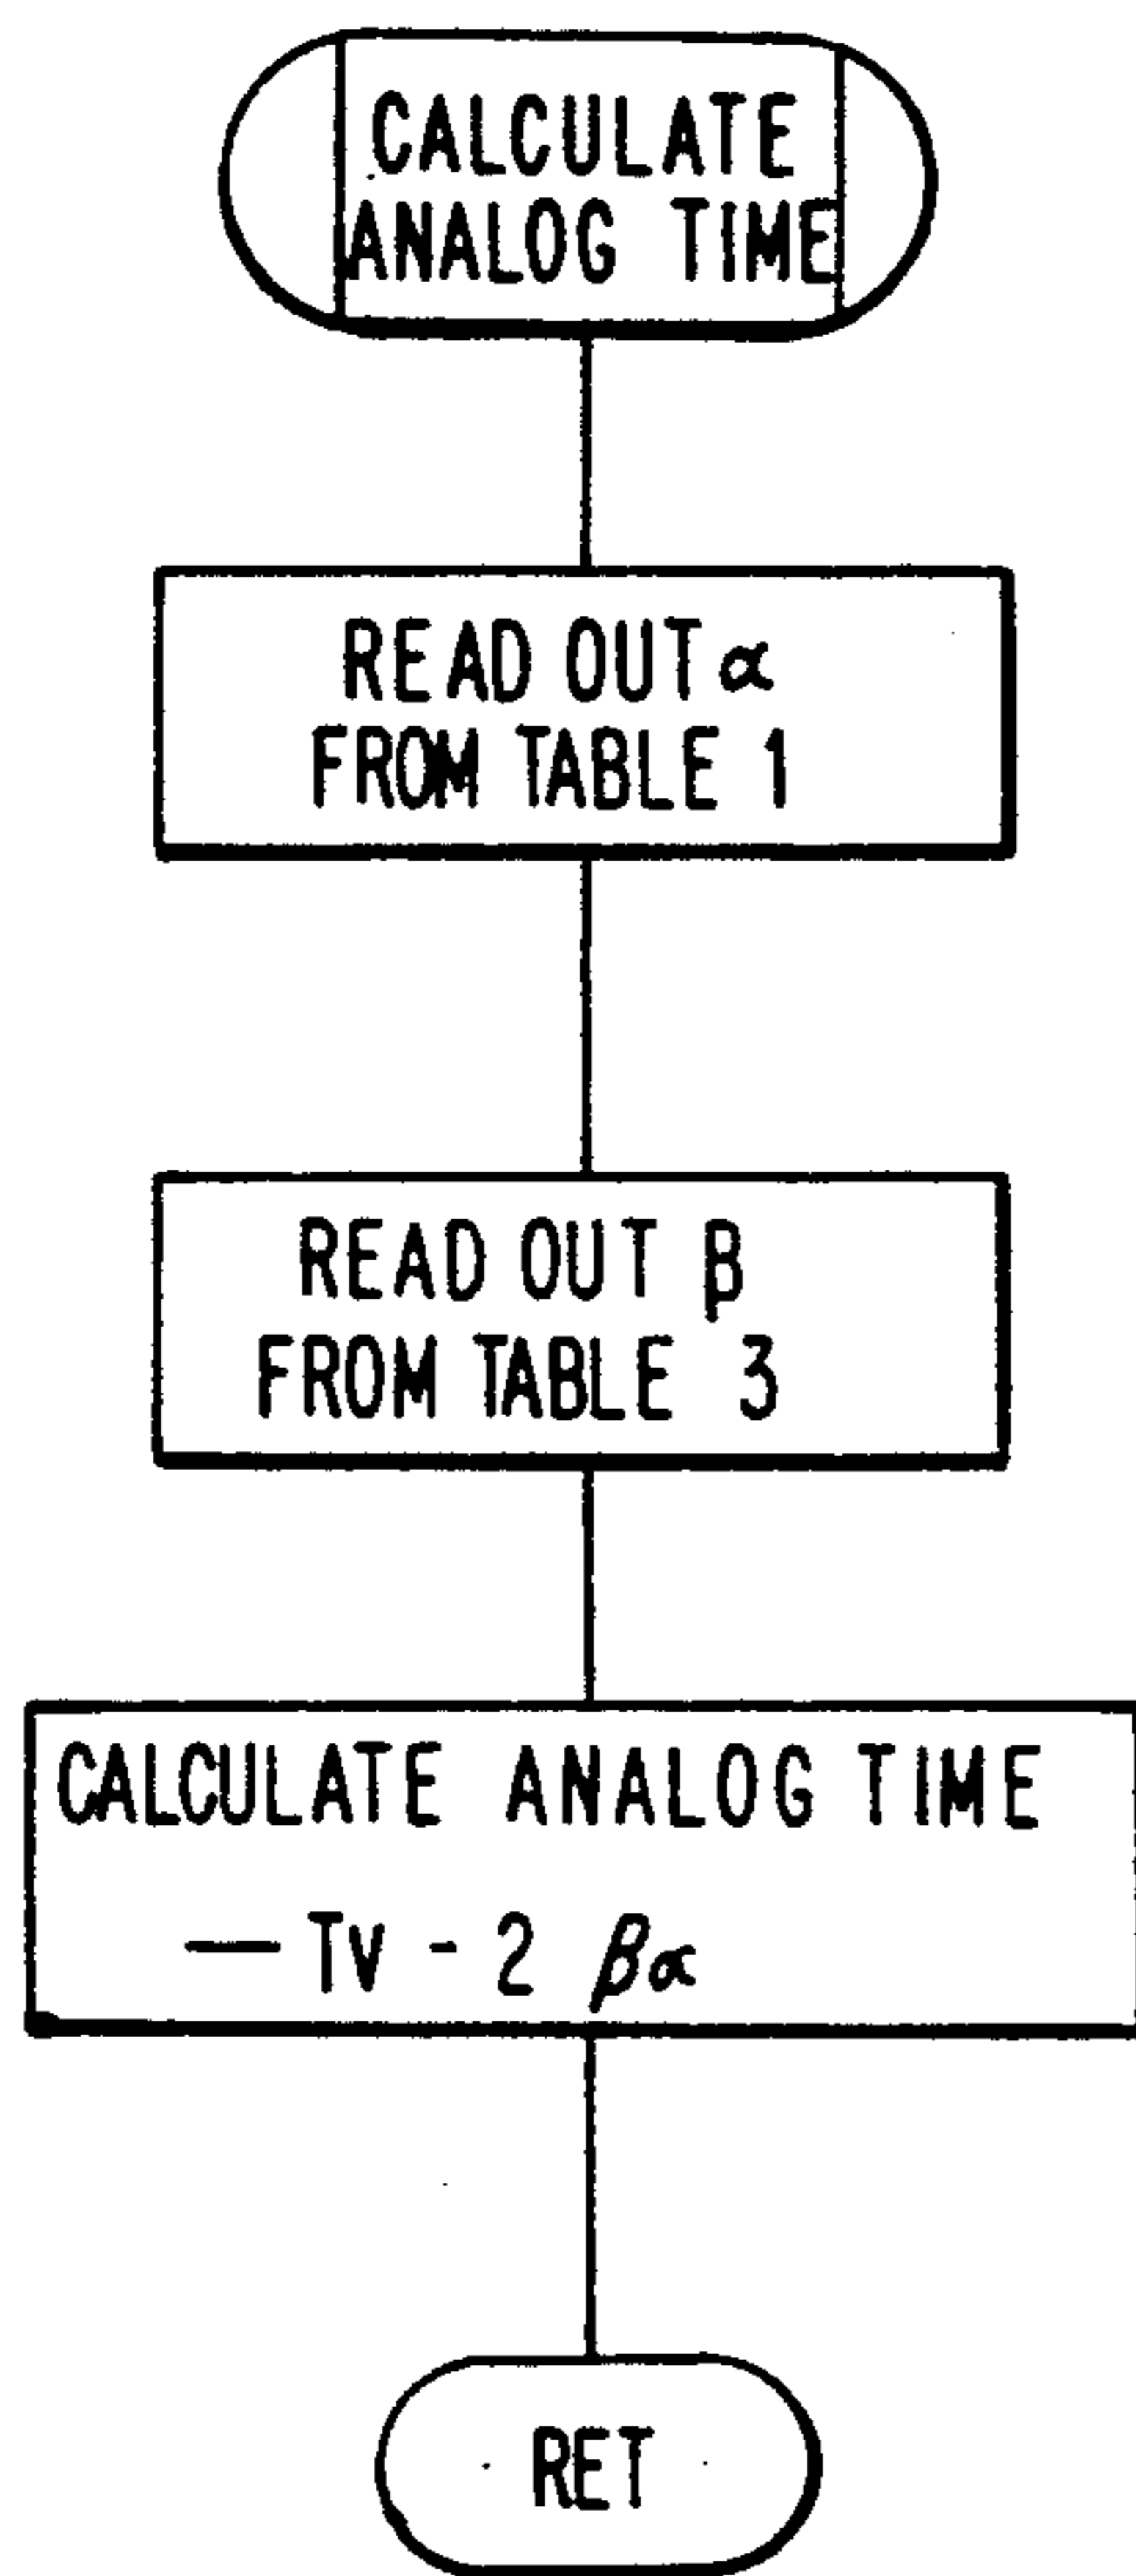 CALCULATE
ANALOG TIME
READ OUT α
FROM TABLE 1
READ OUT β
FROM TABLE 3
CALCULATE ANALOG TIME
— Tv - 2 βα
RET